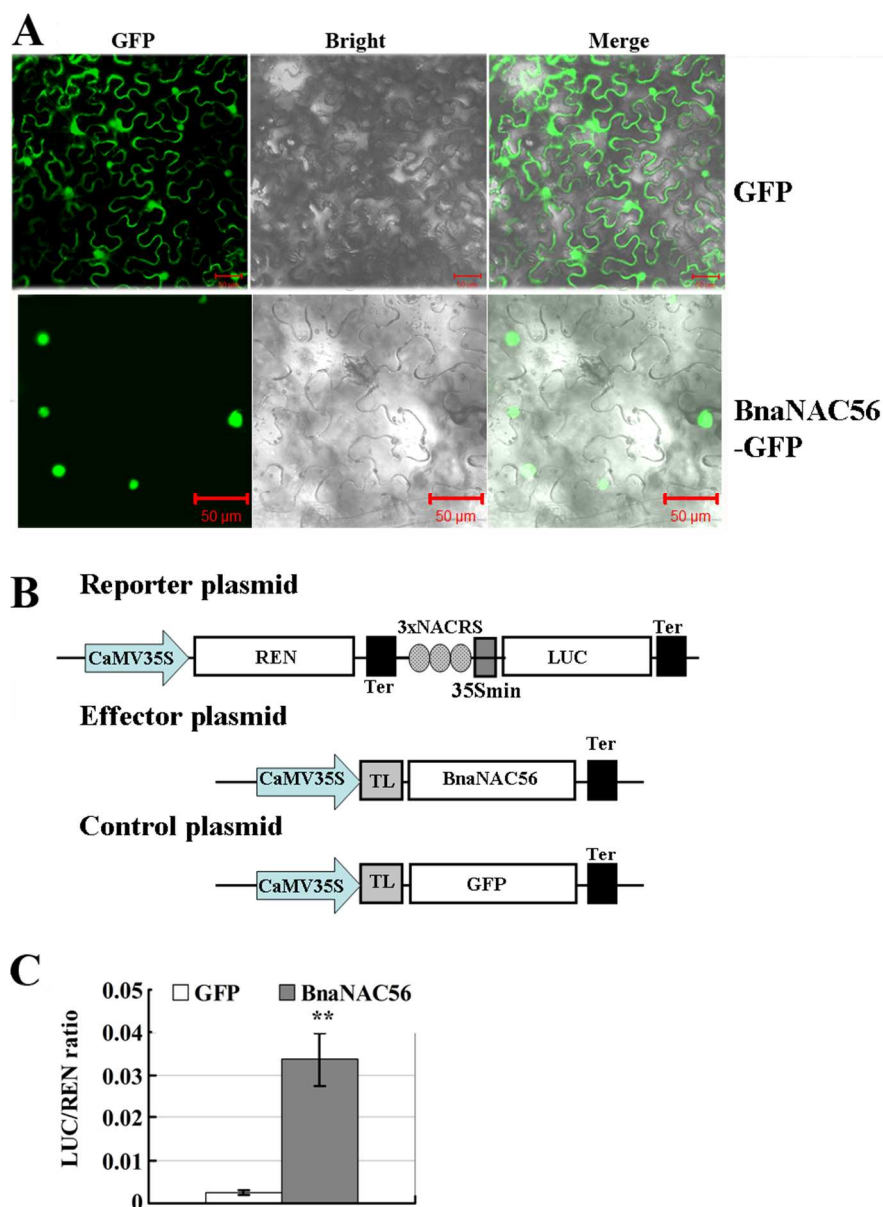 A
GFP Bright Merge
GFP
BnaNAC56
-GFP
50 µm 50 µm 50 µm
B
Reporter plasmid
CaMV35S REN Ter 3xNACRS 35Smin LUC Ter
Effector plasmid
CaMV35S TL BnaNAC56 Ter
Control plasmid
CaMV35S TL GFP Ter
C
GFP BnaNAC56
**
LUC/REN ratio
0.05
0.04
0.03
0.02
0.01
0